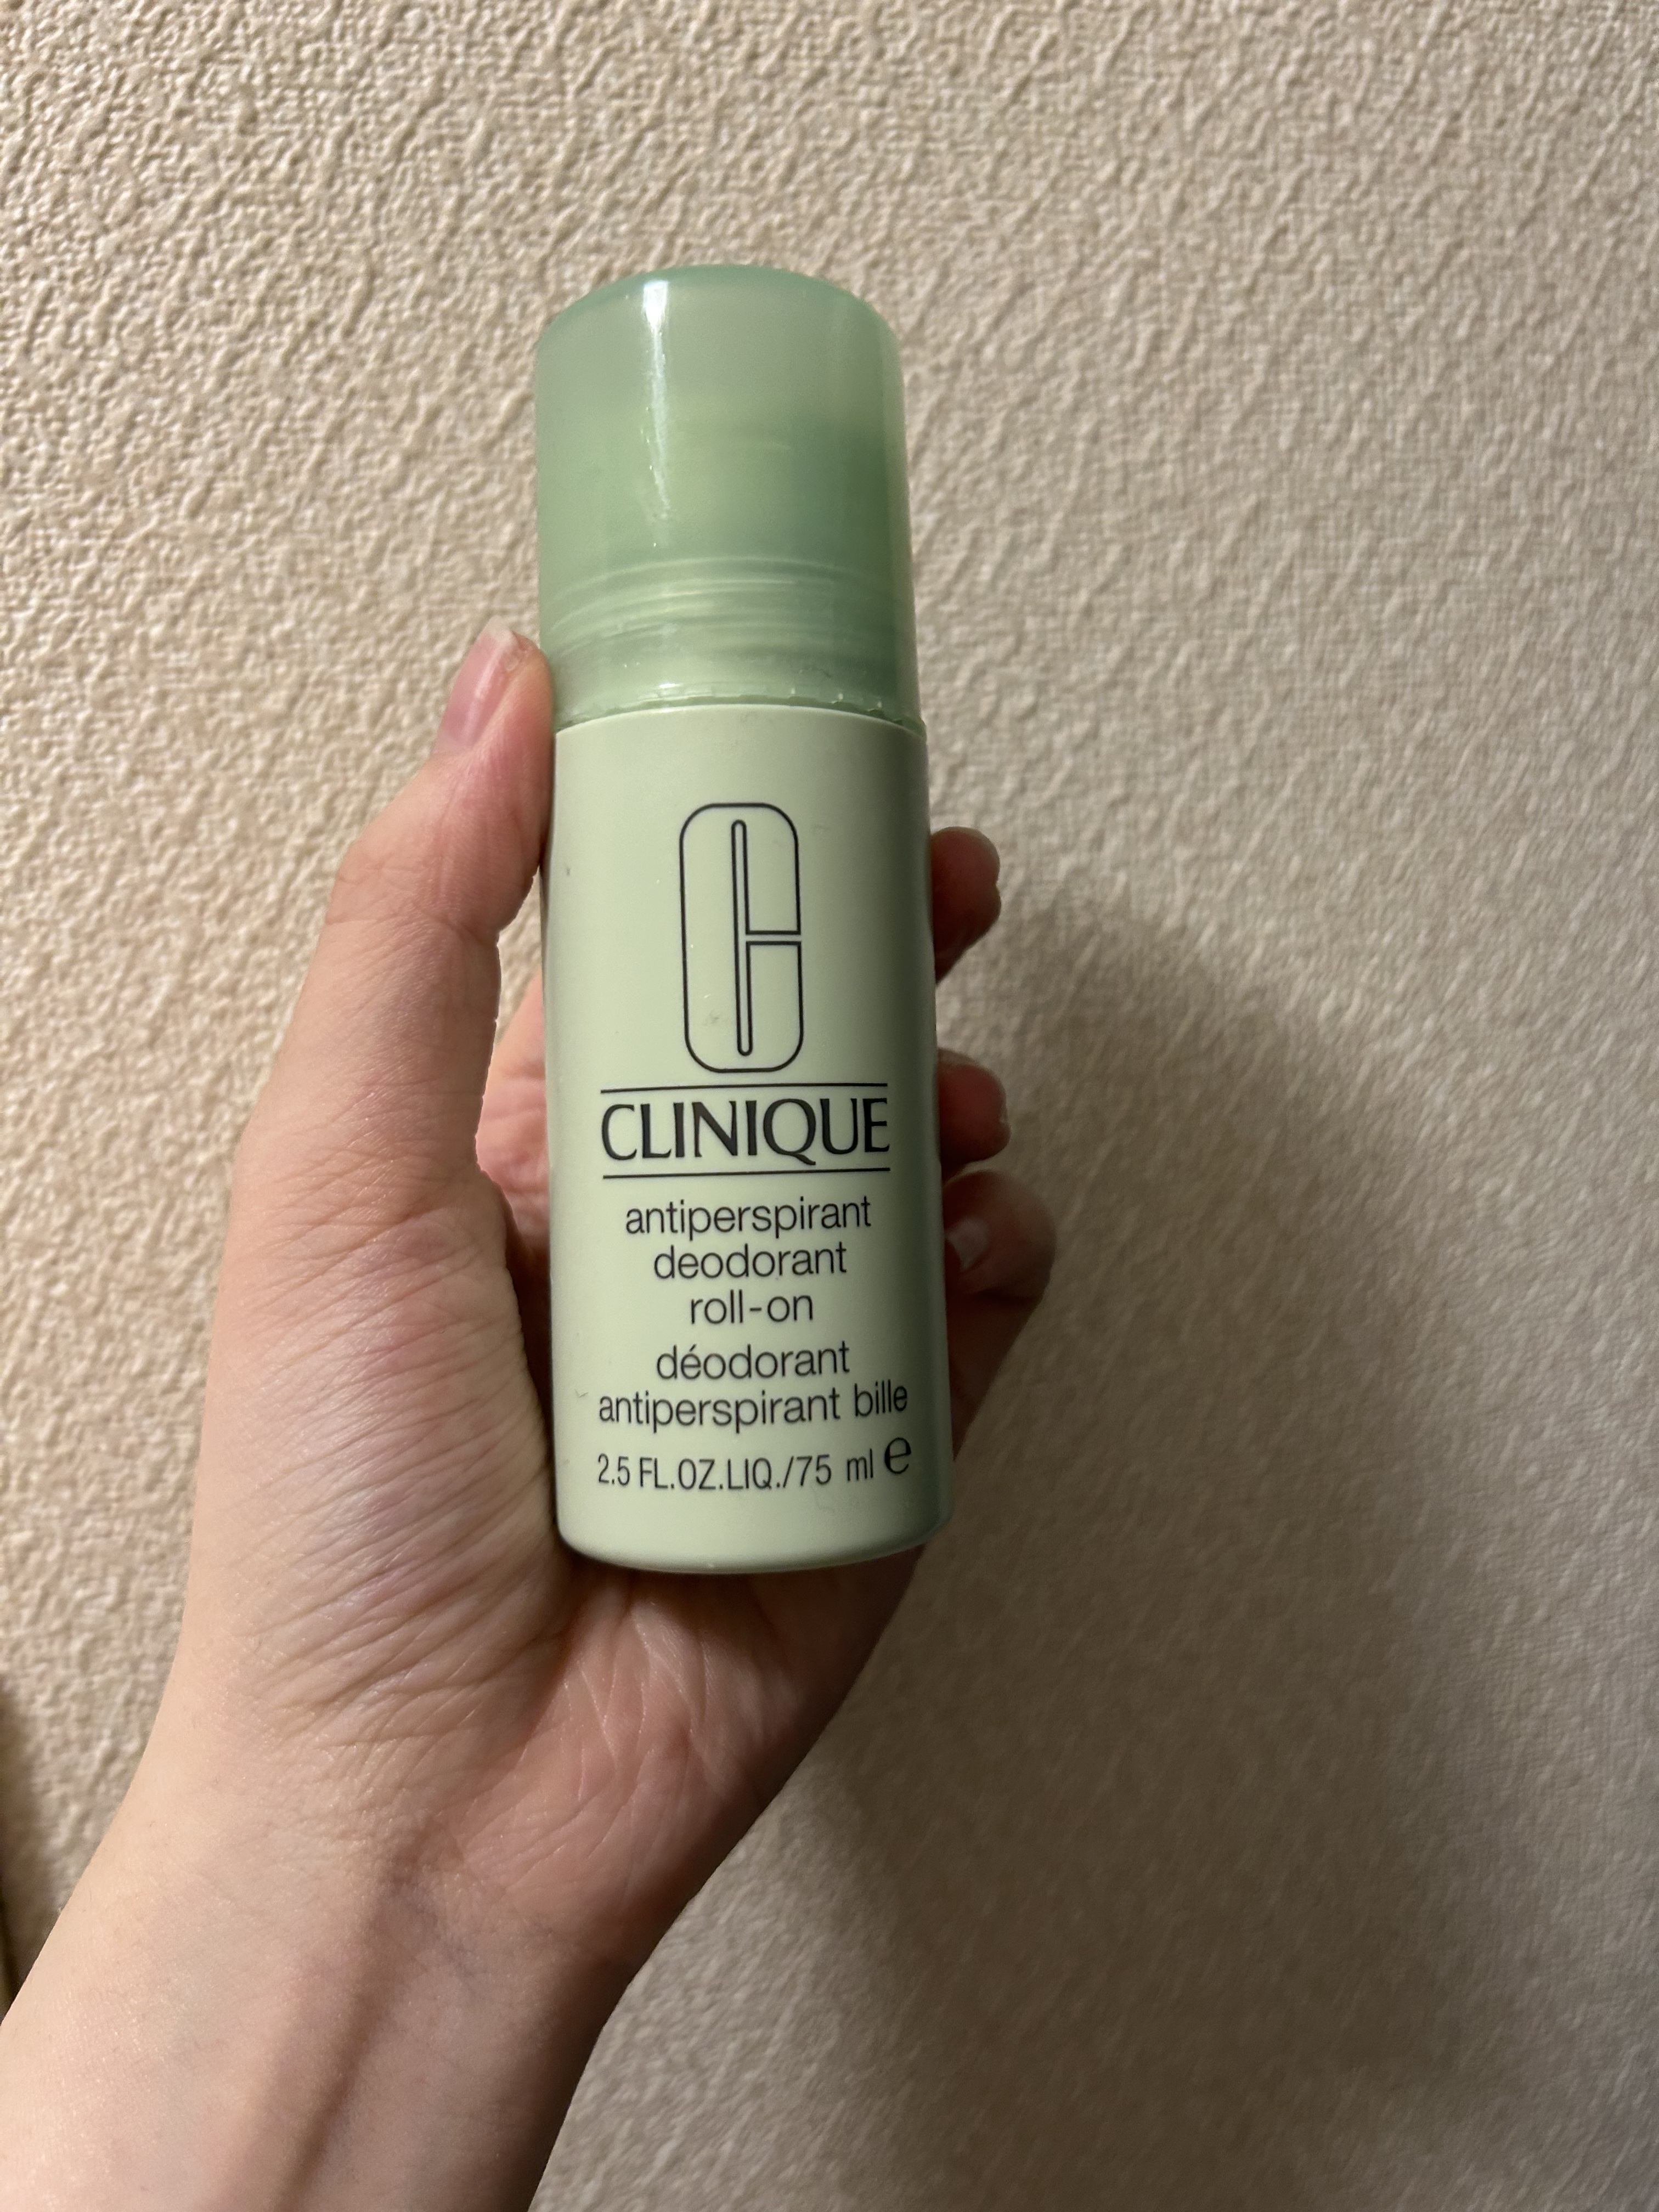 C
CLINIQUE
antiperspirant
deodorant
roll-on
déodorant
antiperspirant bille
2.5 FL.OZ.LIQ./75 ml ℮